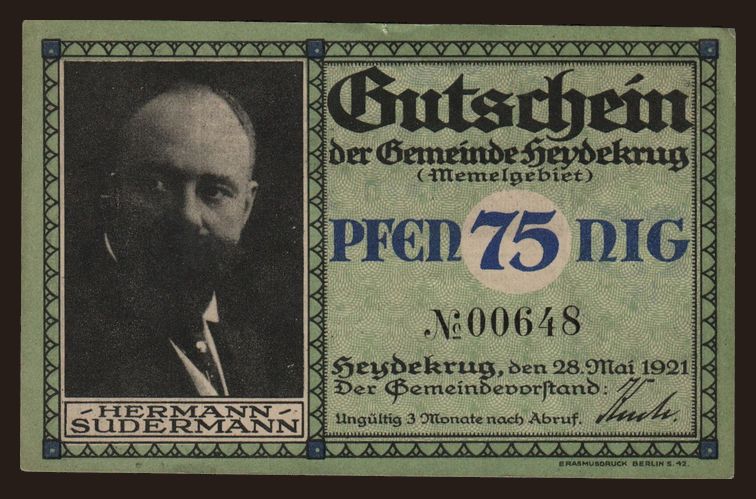 Gutschein
der Gemeinde Heydekrug
(Memelgebiet)
PFEN 75 NIG
No 00648
Heydekrug, den 28. Mai 1921
Der Gemeindevorstand:
Ungültig 3 Monate nach Abruf.
- HERMANN -
SUDERMANN
ERASMUSDRUCK BERLIN S. 42.